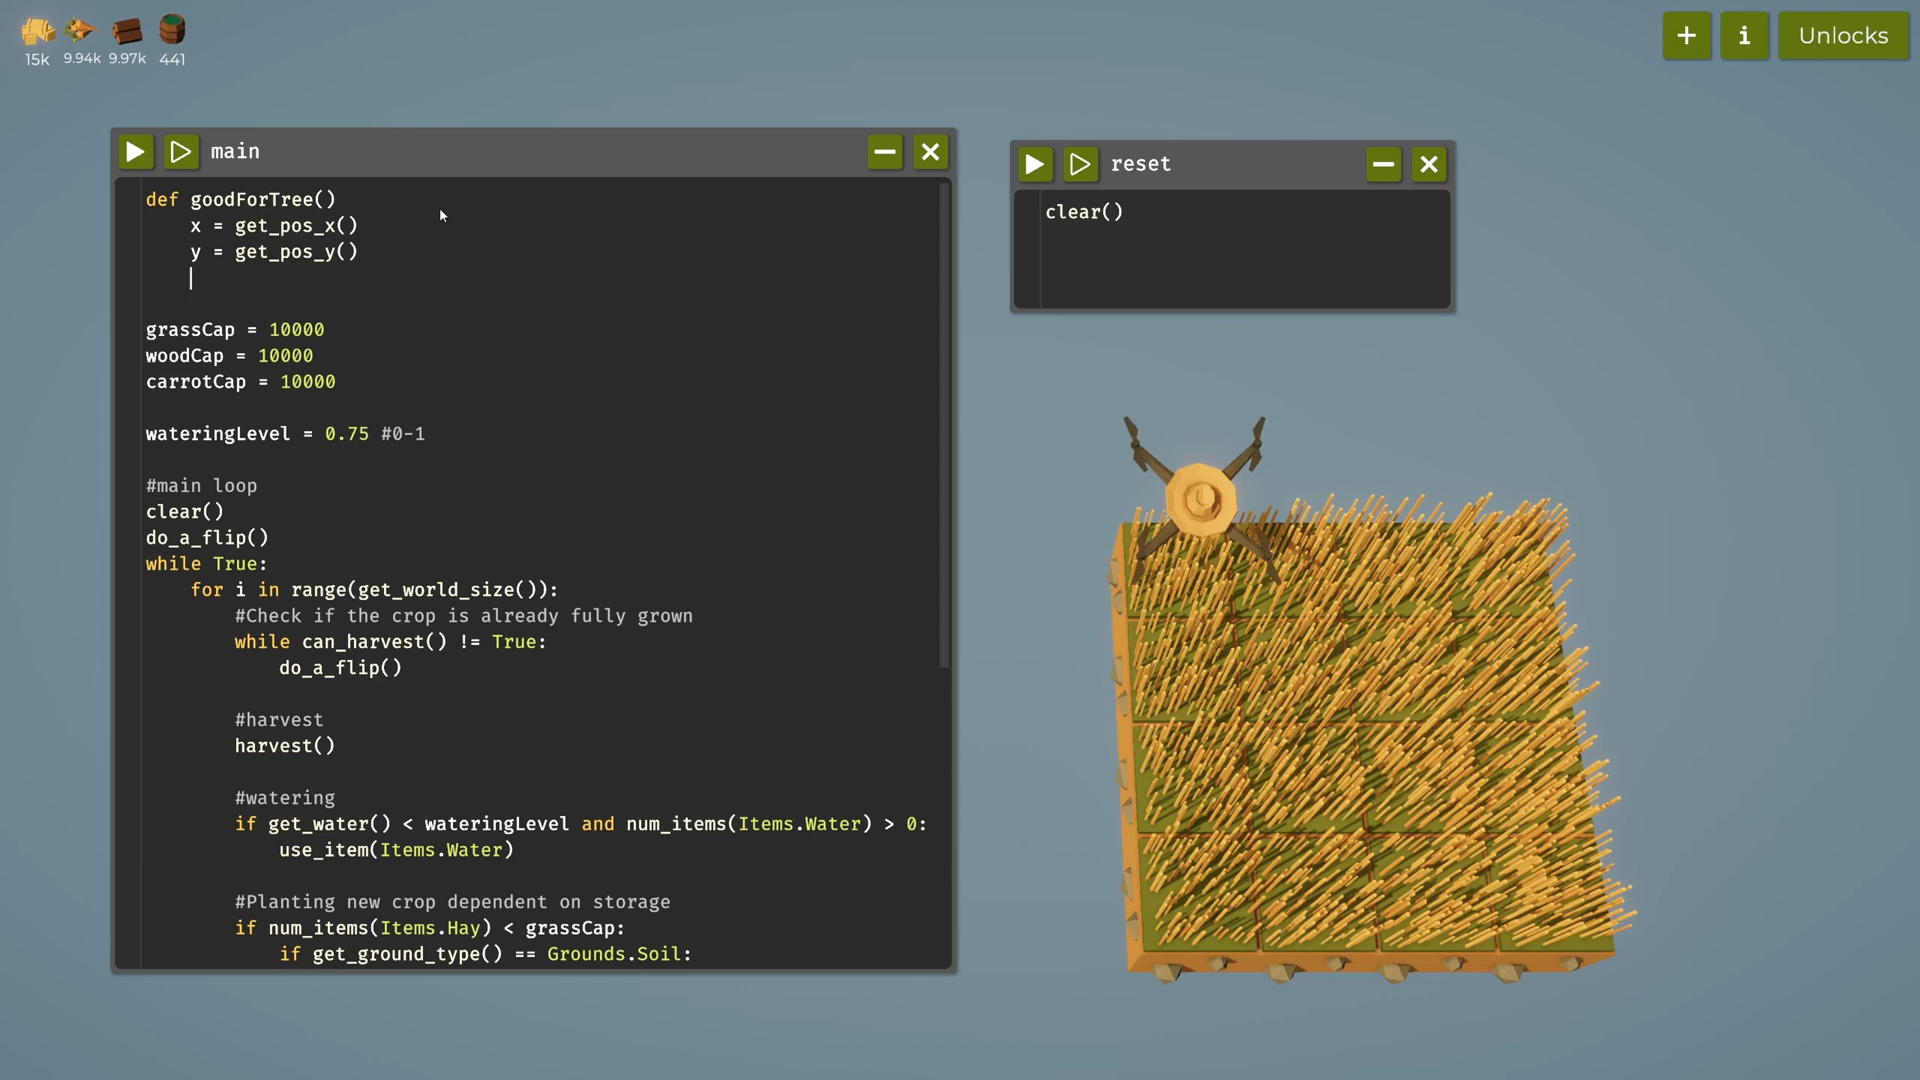 15k 9.94k 9.97k 441
+ i Unlocks
main
def goodForTree()
    x = get_pos_x()
    y = get_pos_y()
grassCap = 10000
woodCap = 10000
carrotCap = 10000
wateringLevel = 0.75 #0-1
#main loop
clear()
do_a_flip()
while True:
    for i in range(get_world_size()):
        #Check if the crop is already fully grown
        while can_harvest() != True:
            do_a_flip()
        #harvest
        harvest()
        #watering
        if get_water() < wateringLevel and num_items(Items.Water) > 0:
            use_item(Items.Water)
        #Planting new crop dependent on storage
        if num_items(Items.Hay) < grassCap:
            if get_ground_type() == Grounds.Soil:
reset
clear()